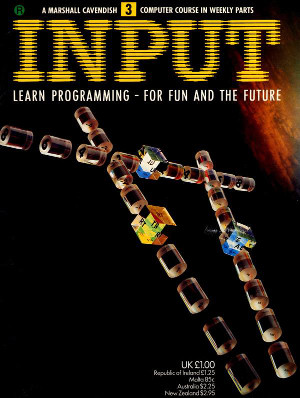 A MARSHALL CAVENDISH 3 COMPUTER COURSE IN WEEKLY PARTS
INPUT
LEARN PROGRAMMING - FOR FUN AND THE FUTURE
UK £1.00
Republic of Ireland £1.25
Malta 85c
Australia $2.25
New Zealand $2.95